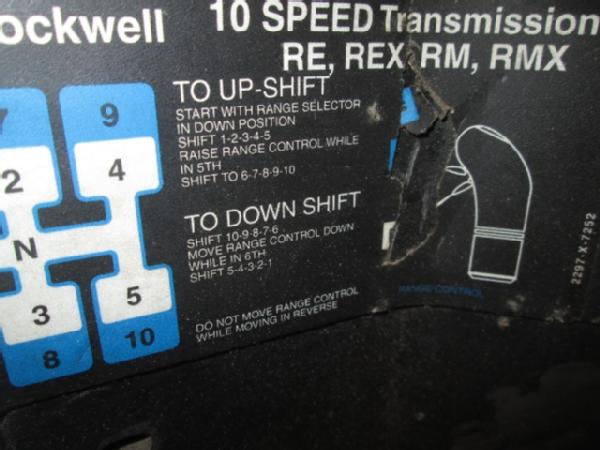 ockwell
10 SPEED Transmission
RE, REX, RM, RMX
7
9
2
4
N
3
5
8
10
TO UP-SHIFT
START WITH RANGE SELECTOR
IN DOWN POSITION
SHIFT 1-2-3-4-5
RAISE RANGE CONTROL WHILE
IN 5TH
SHIFT TO 6-7-8-9-10
TO DOWN SHIFT
SHIFT 10-9-8-7-6
MOVE RANGE CONTROL DOWN
WHILE IN 6TH
SHIFT 5-4-3-2-1
DO NOT MOVE RANGE CONTROL
WHILE MOVING IN REVERSE
RANGE CONTROL
2297-X-7252